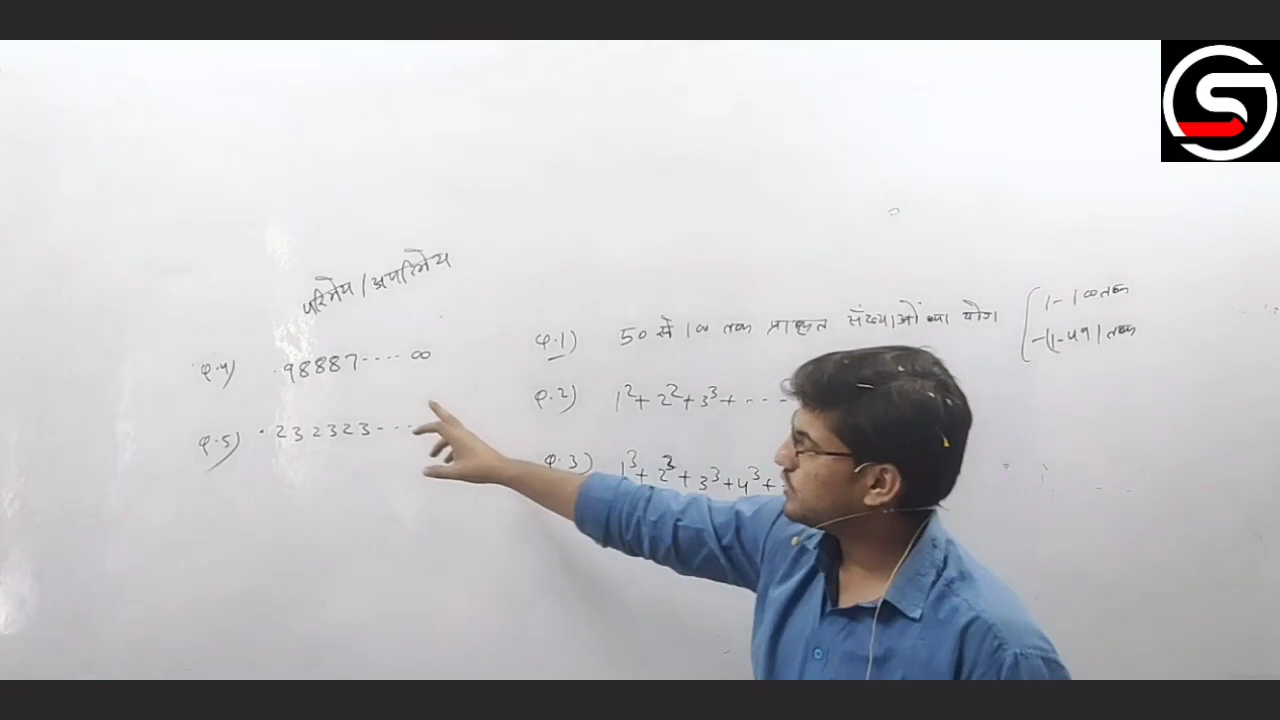 परिमेय / अपरिमेय
Q.4) .98887.... ∞
Q.5) .232323-...
Q.1) 50 से 100 तक प्राकृत संख्याओं का योग { 1-100 तक
-(1-49) तक
Q.2) 1²+ 2²+ 3³+ ....
Q.3) 1³+ 2³+ 3³+4³+
S